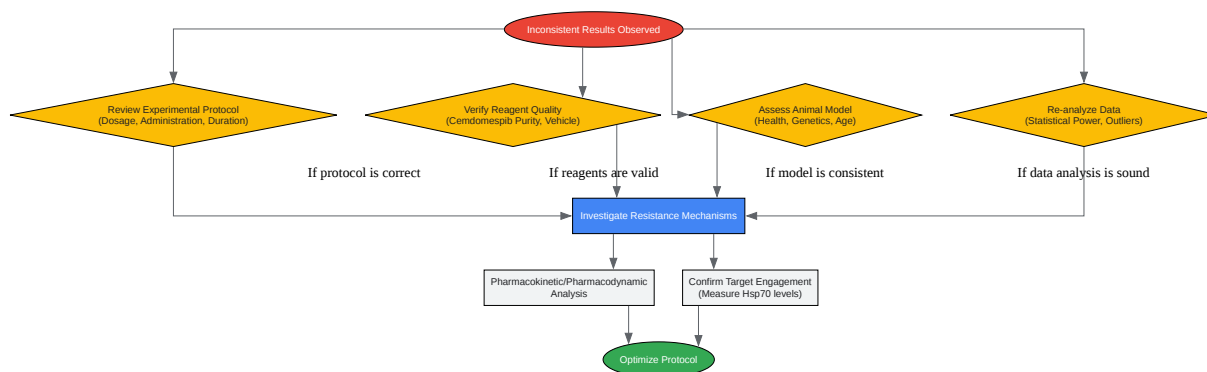 Inconsistent Results Observed
Review Experimental Protocol
(Dosage, Administration, Duration)
Verify Reagent Quality
(Cemdomespib Purity, Vehicle)
Assess Animal Model
(Health, Genetics, Age)
Re-analyze Data
(Statistical Power, Outliers)
If protocol is correct
If reagents are valid
If model is consistent
If data analysis is sound
Investigate Resistance Mechanisms
Pharmacokinetic/Pharmacodynamic
Analysis
Confirm Target Engagement
(Measure Hsp70 levels)
Optimize Protocol